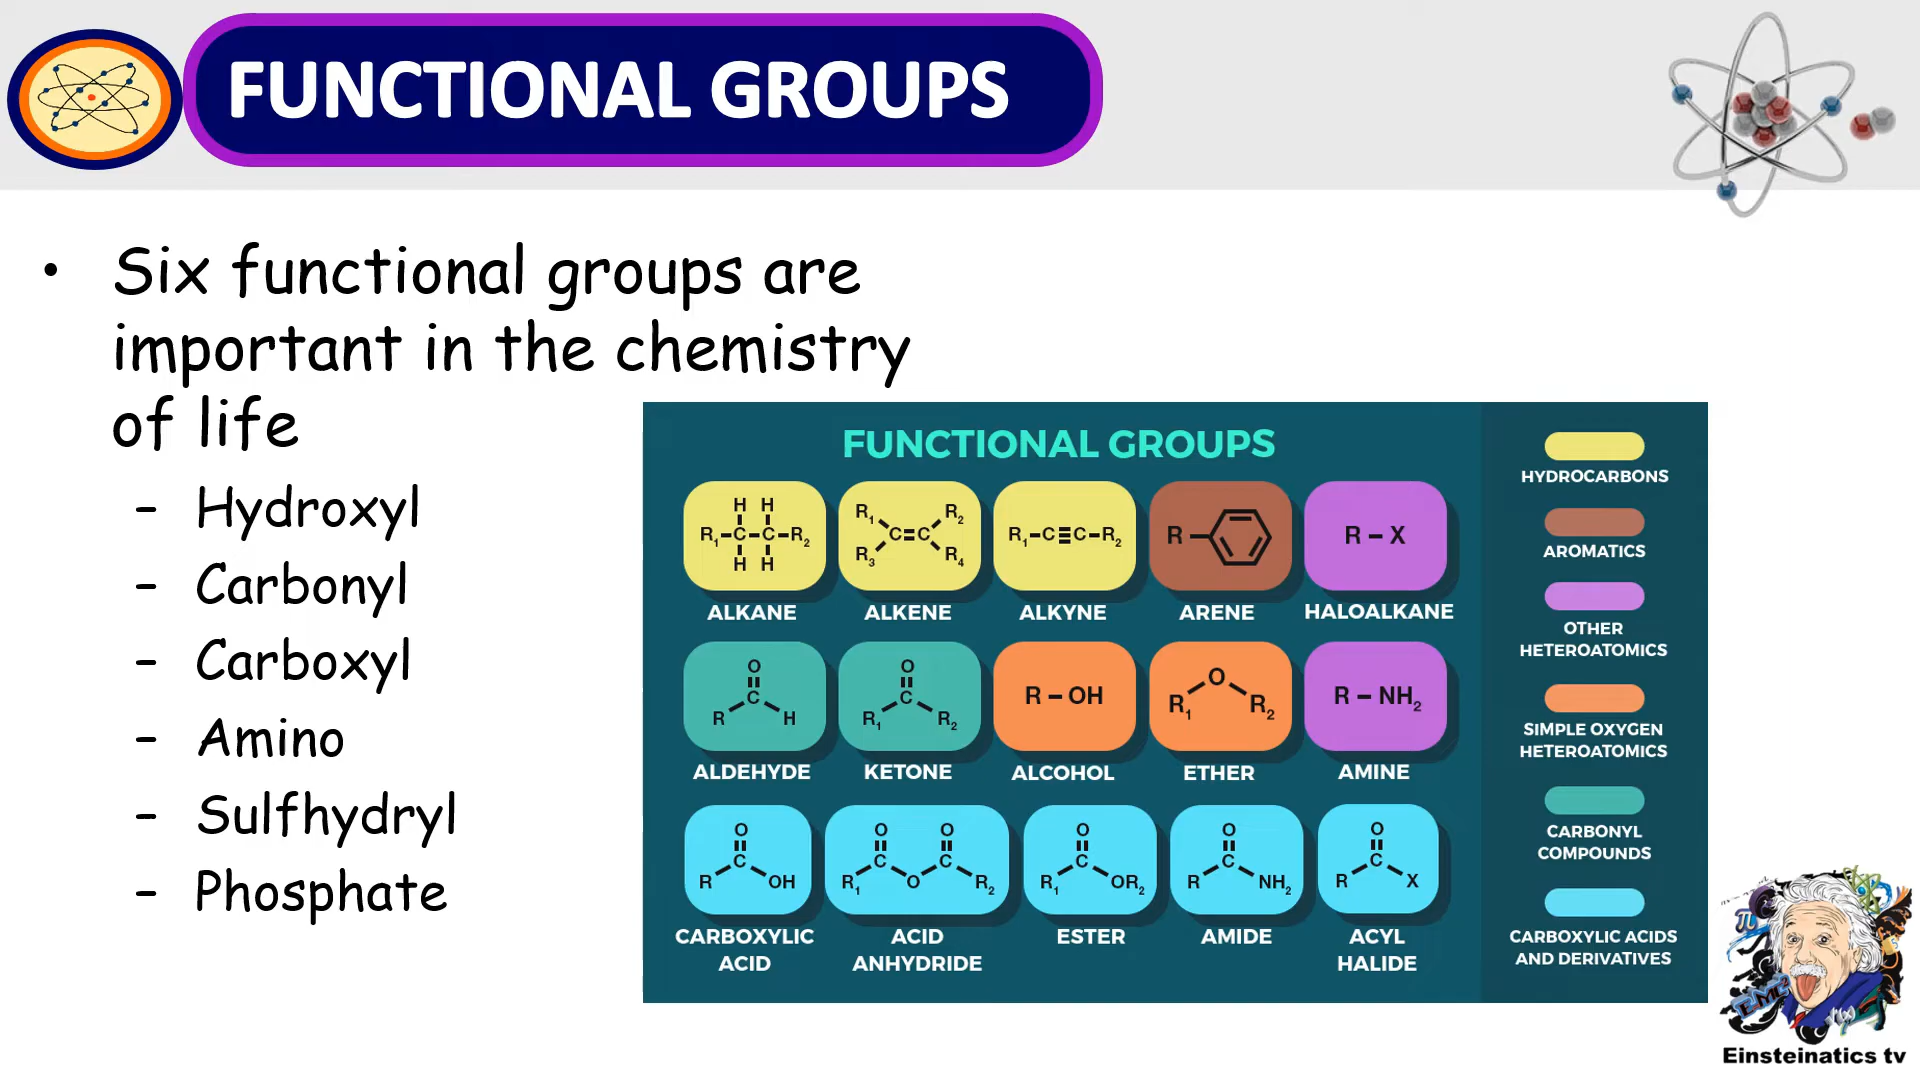 FUNCTIONAL GROUPS
• Six functional groups are
important in the chemistry
of life
– Hydroxyl
– Carbonyl
– Carboxyl
– Amino
– Sulfhydryl
– Phosphate
FUNCTIONAL GROUPS
H H
R₁–C–C–R₂
H H
R₁ R₂
C=C
R₃ R₄
R₁–C≡C–R₂
R
R – X
ALKANE
ALKENE
ALKYNE
ARENE
HALOALKANE
O
C
R H
O
C
R₁ R₂
R – OH
O
R₁ R₂
R – NH₂
ALDEHYDE
KETONE
ALCOHOL
ETHER
AMINE
O
C
R OH
O O
C C
R₁ O R₂
O
C
R₁ OR₂
O
C
R NH₂
O
C
R X
CARBOXYLIC
ACID
ACID
ANHYDRIDE
ESTER
AMIDE
ACYL
HALIDE
HYDROCARBONS
AROMATICS
OTHER
HETEROATOMICS
SIMPLE OXYGEN
HETEROATOMICS
CARBONYL
COMPOUNDS
CARBOXYLIC ACIDS
AND DERIVATIVES
π
E=MC²
Einsteinatics tv